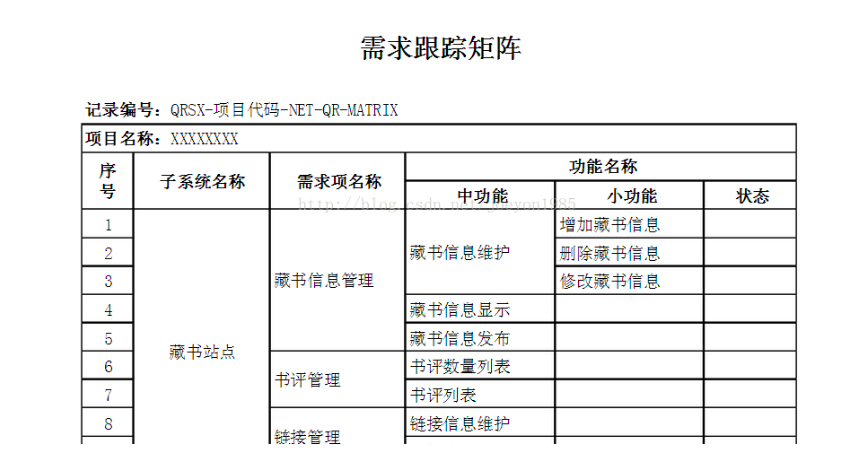 需求跟踪矩阵
记录编号：QRSX-项目代码-NET-QR-MATRIX
项目名称：XXXXXXXX
序号 子系统名称 需求项名称 功能名称
中功能 小功能 状态
1 藏书站点 藏书信息管理 藏书信息维护 增加藏书信息
2 删除藏书信息
3 修改藏书信息
4 藏书信息显示
5 藏书信息发布
6 书评管理 书评数量列表
7 书评列表
8 链接管理 链接信息维护